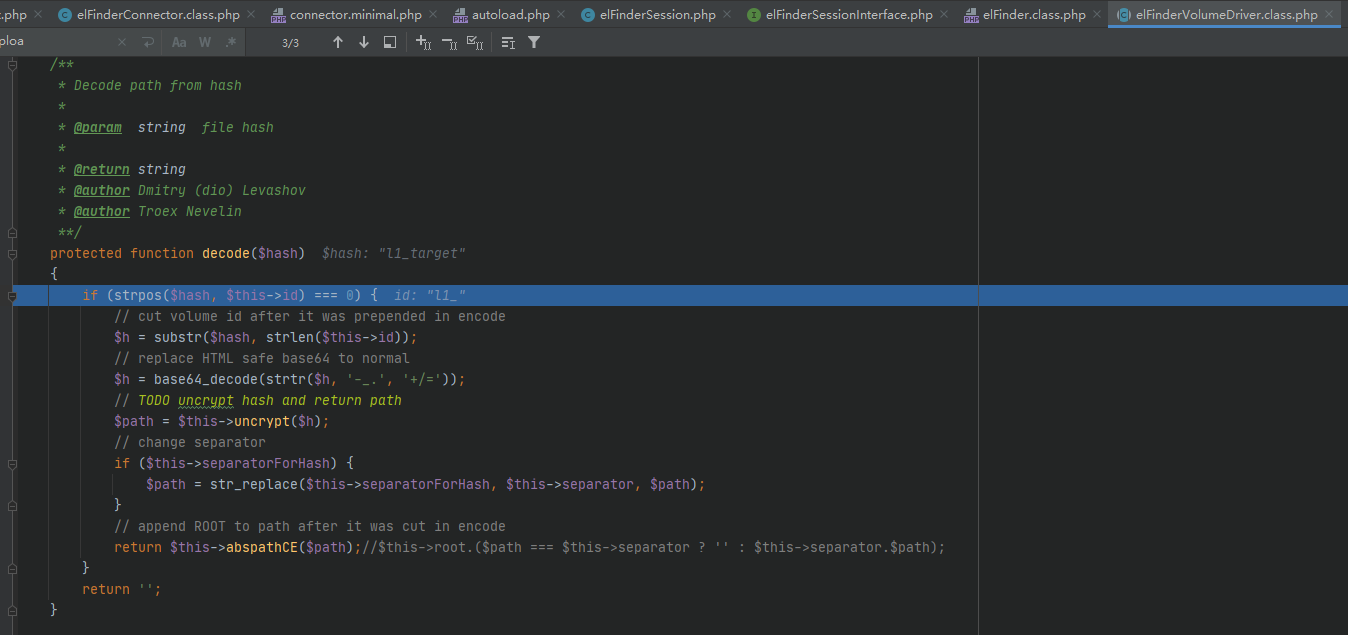 t.php elFinderConnector.class.php connector.minimal.php autoload.php elFinderSession.php elFinderSessionInterface.php elFinder.class.php elFinderVolumeDriver.class.php
ploa Aa W .* 3/3
/**
* Decode path from hash
*
* @param string file hash
*
* @return string
* @author Dmitry (dio) Levashov
* @author Troex Nevelin
**/
protected function decode($hash) $hash: "l1_target"
{
if (strpos($hash, $this->id) === 0) { id: "l1_"
// cut volume id after it was prepended in encode
$h = substr($hash, strlen($this->id));
// replace HTML safe base64 to normal
$h = base64_decode(strtr($h, '-_.', '+/='));
// TODO uncrypt hash and return path
$path = $this->uncrypt($h);
// change separator
if ($this->separatorForHash) {
$path = str_replace($this->separatorForHash, $this->separator, $path);
}
// append ROOT to path after it was cut in encode
return $this->abspathCE($path);//$this->root.($path === $this->separator ? '' : $this->separator.$path);
}
return '';
}